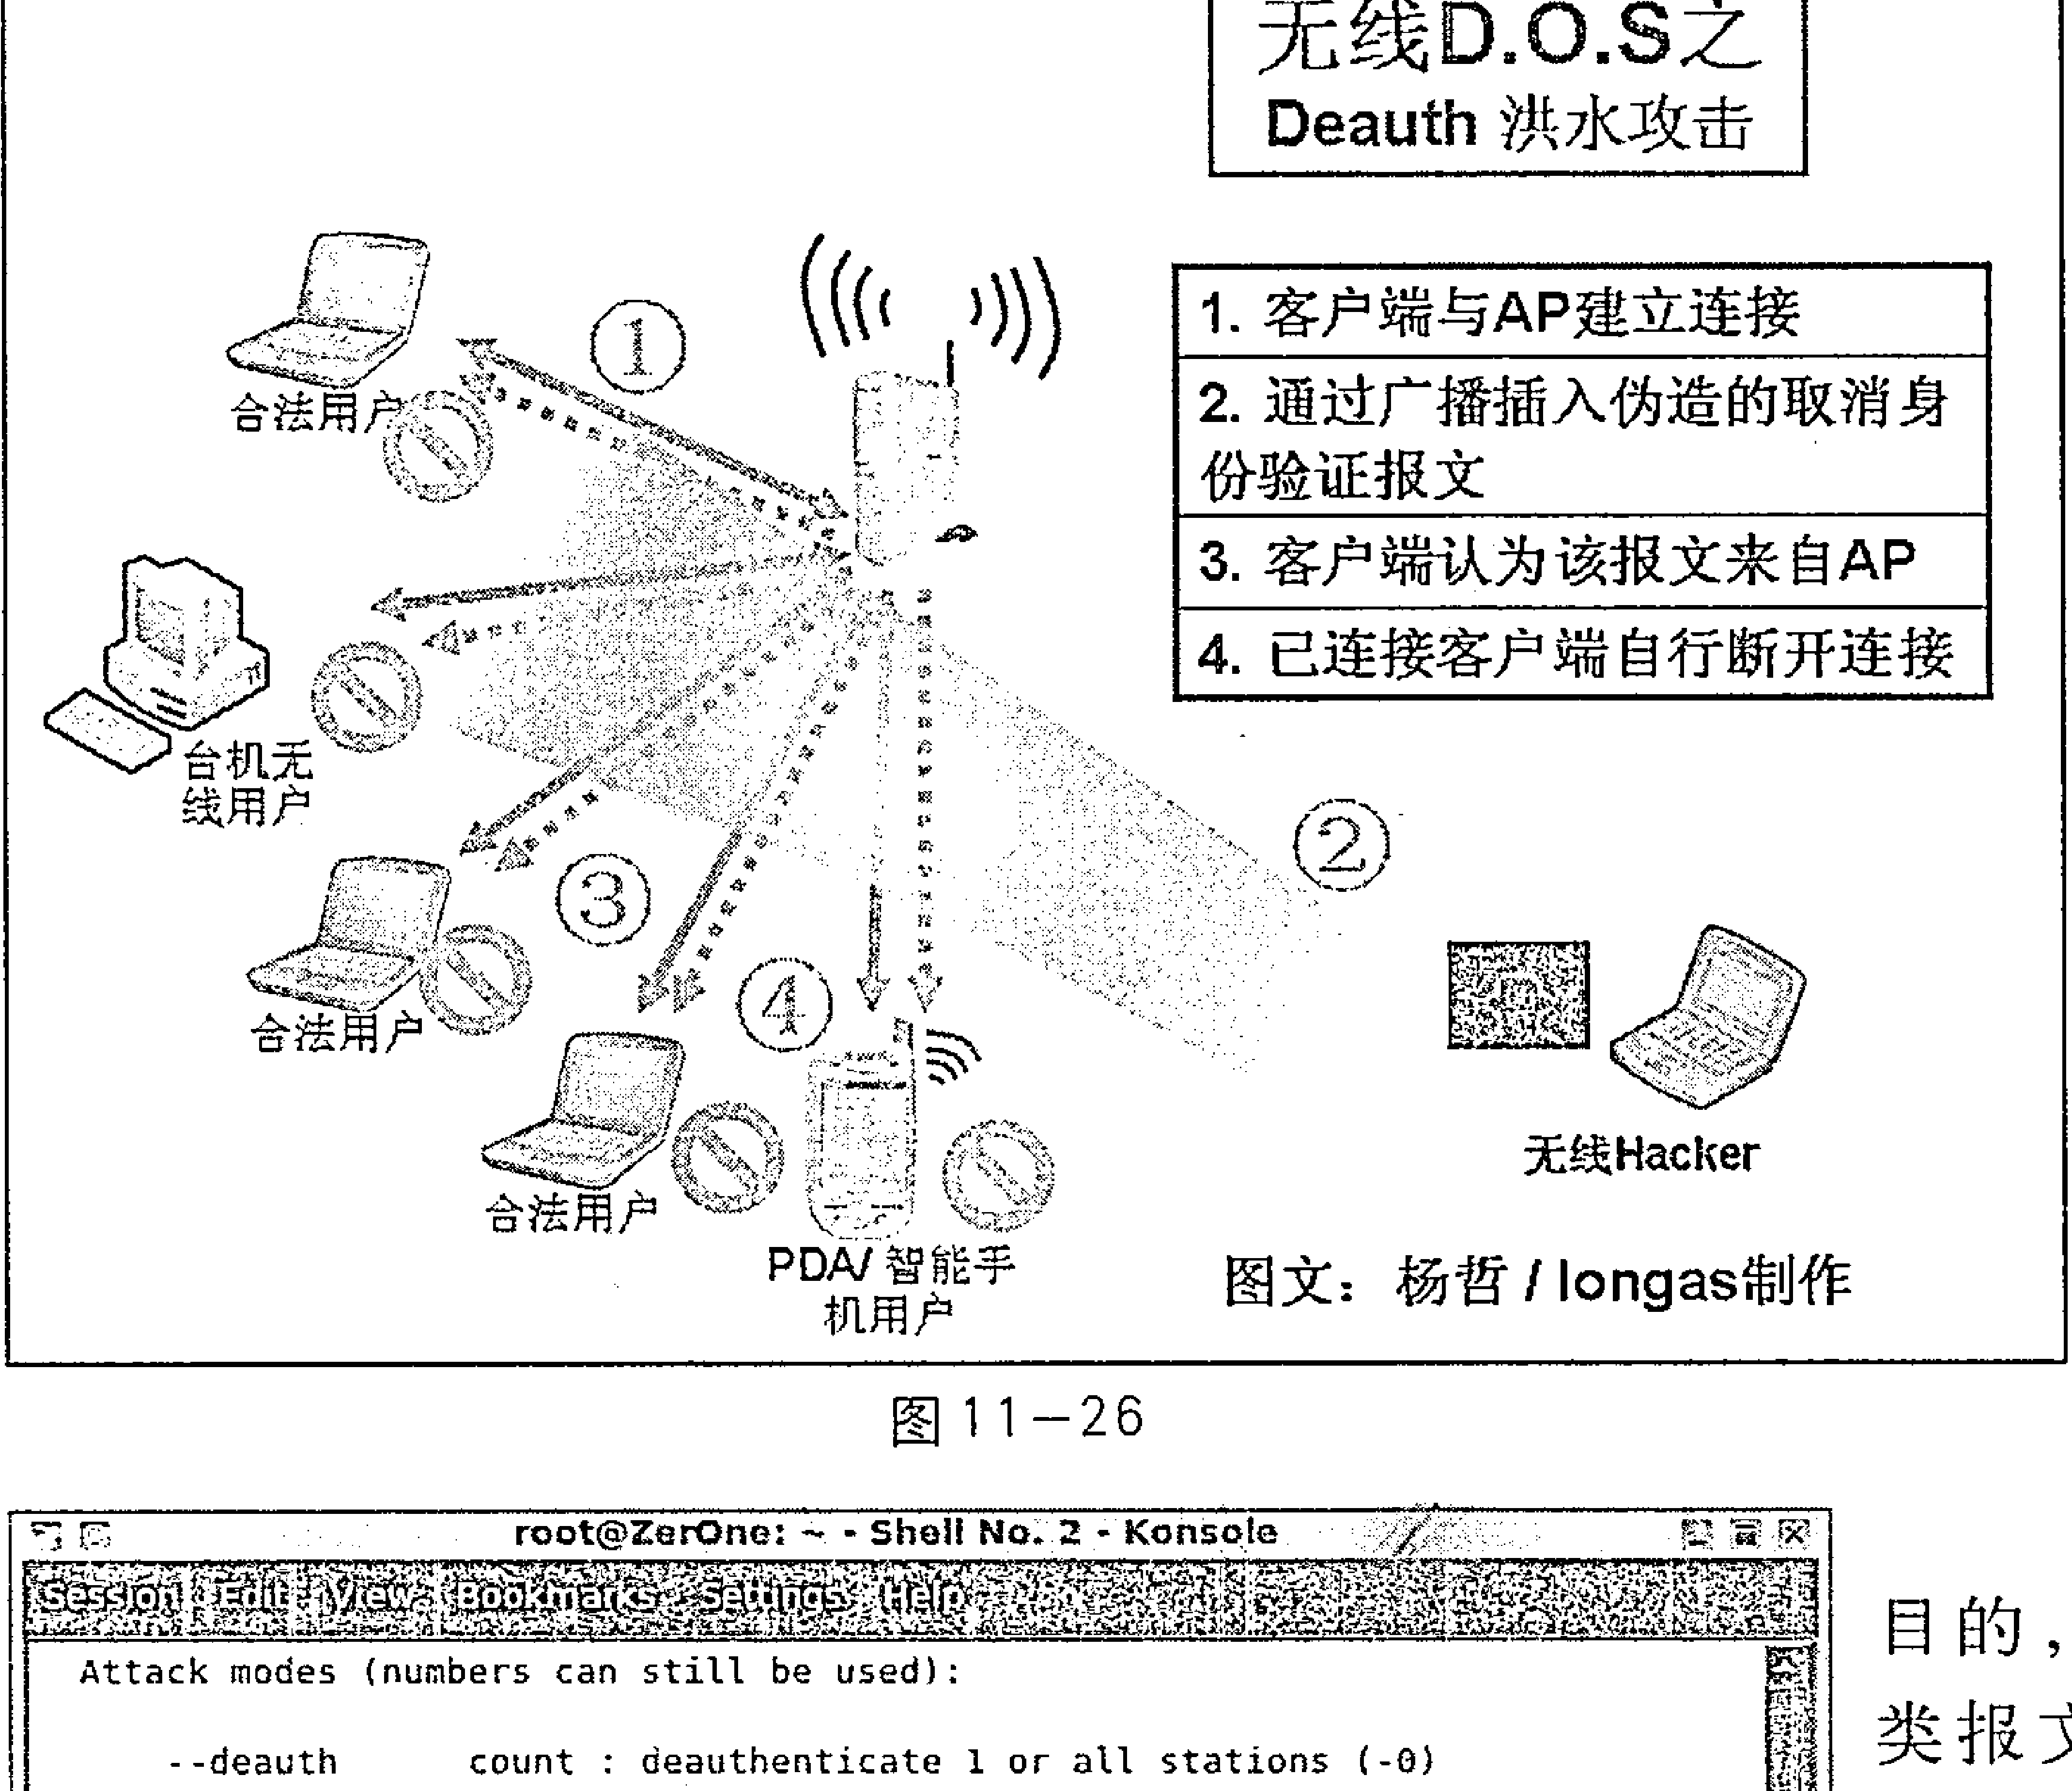 无线D.O.S之
Deauth 洪水攻击
1
合法用户
1. 客户端与AP建立连接
2. 通过广播插入伪造的取消身
份验证报文
3. 客户端认为该报文来自AP
4. 已连接客户端自行断开连接
台机无
线用户
2
3
合法用户
4
合法用户
PDA/ 智能手
机用户
无线Hacker
图文：杨哲 / longas制作
图 11-26
root@ZerOne: ~ - Shell No. 2 - Konsole
Session Edit View Bookmarks Settings Help
Attack modes (numbers can still be used):
--deauth count : deauthenticate 1 or all stations (-0)
目的，
类报文